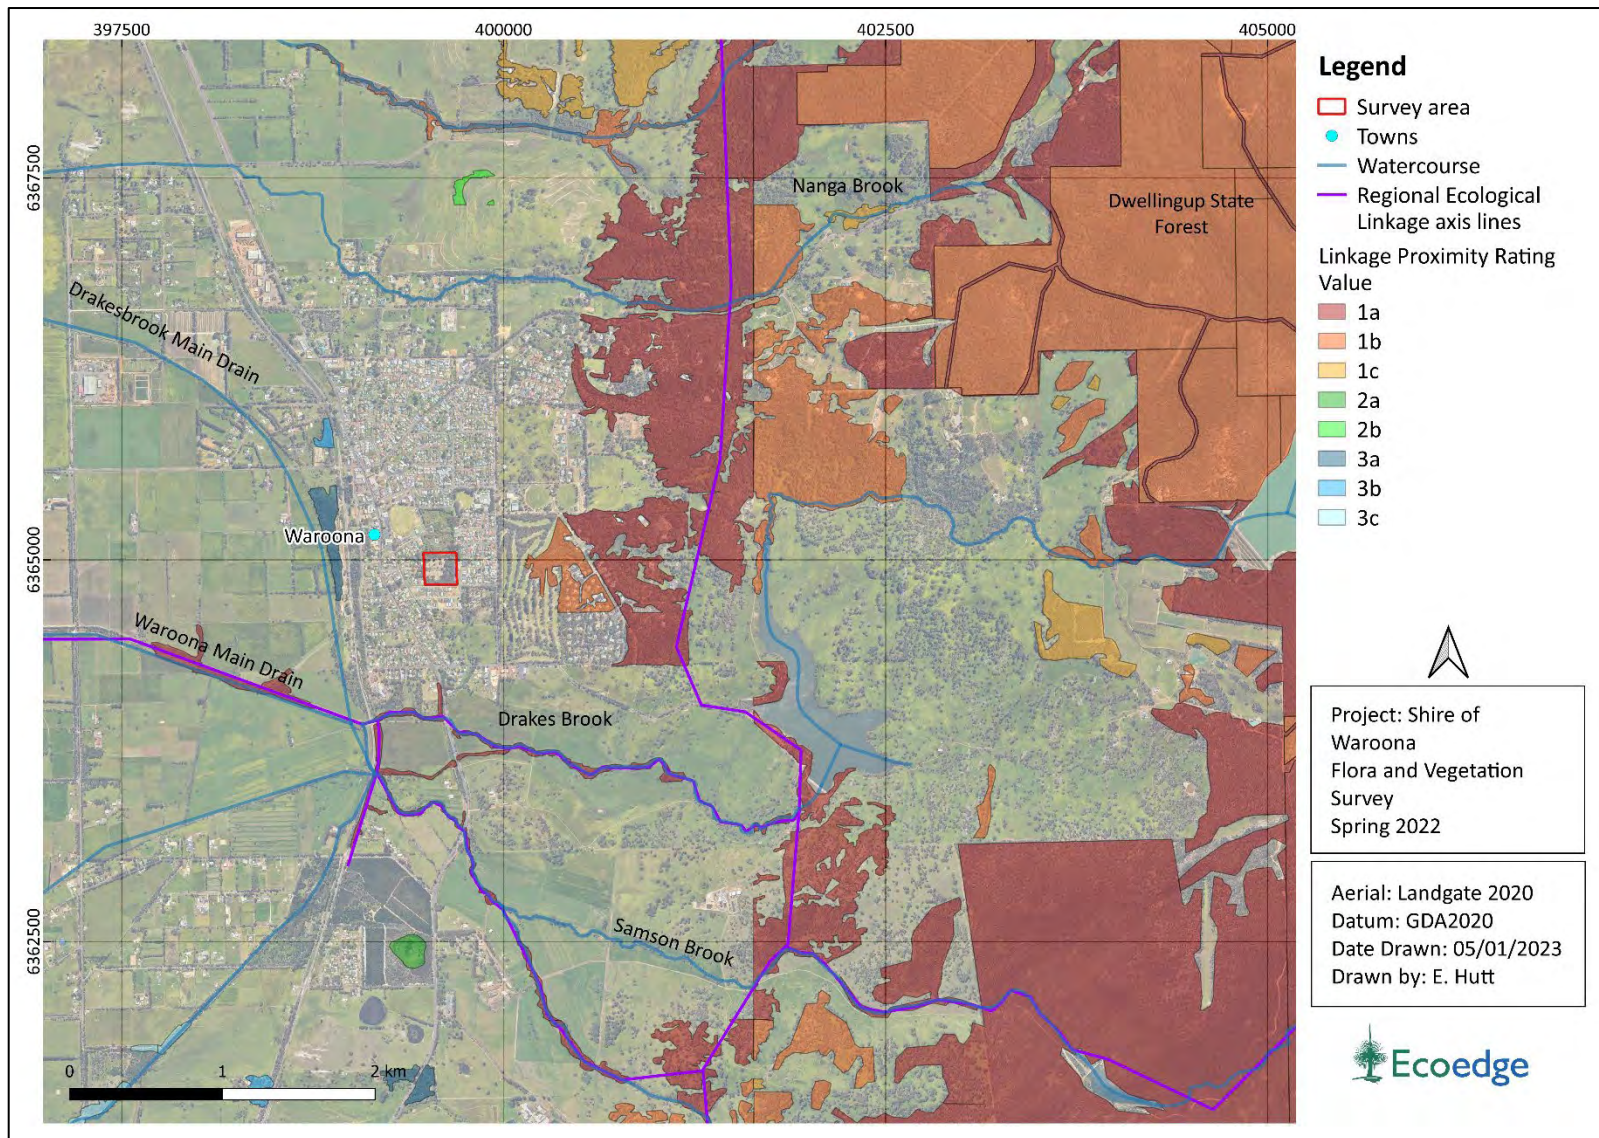 397500
400000
402500
405000
6367500
6365000
6362500
Nanga Brook
Dwellingup State
Forest
Drakesbrook Main Drain
Waroona
Waroona Main Drain
Drakes Brook
Samson Brook
0
1
2 km
Legend
Survey area
Towns
Watercourse
Regional Ecological
Linkage axis lines
Linkage Proximity Rating
Value
1a
1b
1c
2a
2b
3a
3b
3c
Project: Shire of
Waroona
Flora and Vegetation
Survey
Spring 2022
Aerial: Landgate 2020
Datum: GDA2020
Date Drawn: 05/01/2023
Drawn by: E. Hutt
Ecoedge